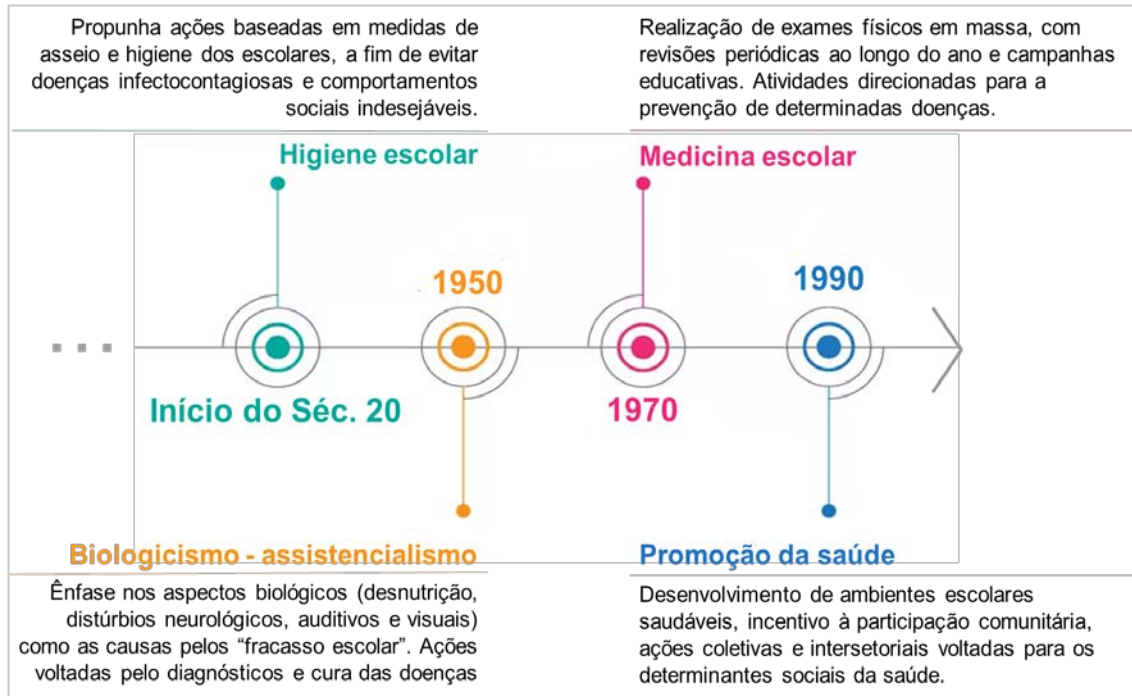 Propunha ações baseadas em medidas de
asseio e higiene dos escolares, a fim de evitar
doenças infectocontagiosas e comportamentos
sociais indesejáveis.
Realização de exames físicos em massa, com
revisões periódicas ao longo do ano e campanhas
educativas. Atividades direcionadas para a
prevenção de determinadas doenças.
Higiene escolar
Medicina escolar
1950
1990
Início do Séc. 20
1970
Biologicismo - assistencialismo
Promoção da saúde
Ênfase nos aspectos biológicos (desnutrição,
distúrbios neurológicos, auditivos e visuais)
como as causas pelos “fracasso escolar”. Ações
voltadas pelo diagnósticos e cura das doenças
Desenvolvimento de ambientes escolares
saudáveis, incentivo à participação comunitária,
ações coletivas e intersetoriais voltadas para os
determinantes sociais da saúde.